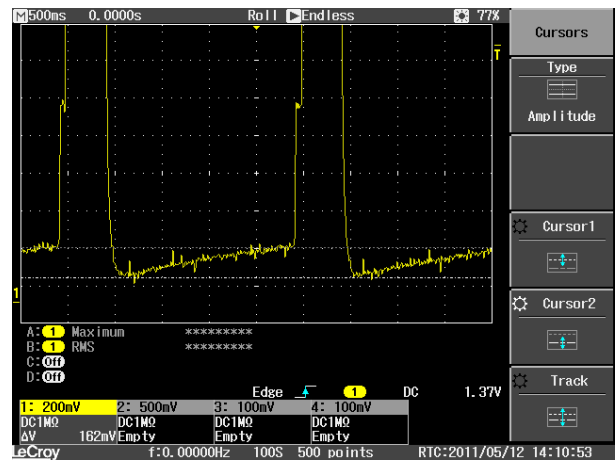 M 500ms 0.0000s Roll ▶Endless 77%
Cursors
T
Type
Amplitude
Cursor1
1
Cursor2
A: 1 Maximum *********
B: 1 RMS *********
C: Off
D: Off
Track
Edge 1 DC 1.37V
1: 200mV 2: 500mV 3: 100mV 4: 100mV
DC1MΩ DC1MΩ DC1MΩ DC1MΩ
ΔV 162mV Empty Empty Empty
LeCroy f:0.00000Hz 100S 500 points RTC:2011/05/12 14:10:53